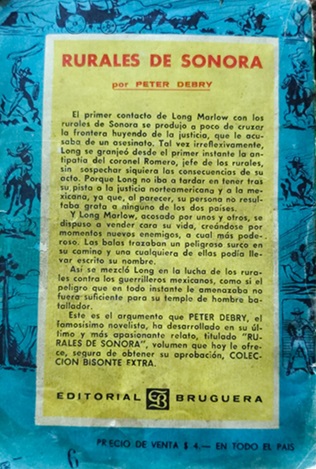 RURALES DE SONORA
por PETER DEBRY
El primer contacto de Long Marlow con los
rurales de Sonora se produjo a poco de cruzar
la frontera huyendo de la justicia, que le acu-
saba de un asesinato. Tal vez irreflexivamente,
Long se granjeó desde el primer instante la an-
tipatía del coronel Romero, jefe de los rurales,
sin sospechar siquiera las consecuencias de su
acto. Porque Long no iba a tardar en tener tras
su pista a la justicia norteamericana y a la me-
xicana, ya que, al parecer, su persona no resul-
taba grata a ninguno de los dos países.
Y Long Marlow, acosado por unos y otros, se
dispuso a vender cara su vida, creándose por
momentos nuevos enemigos, a cual más pode-
roso. Las balas trazaban un peligroso surco en
su camino y una cualquiera de ellas podía lle-
var escrito su nombre.
Así se mezcló Long en la lucha de los rura-
les contra los guerrilleros mexicanos, como si el
peligro que en todo instante le amenazaba no
fuera suficiente para su temple de hombre ba-
tallador.
Este es el argumento que PETER DEBRY, el
famosísimo novelista, ha desarrollado en su úl-
timo y más apasionante relato, titulado "RU-
RALES DE SONORA", volumen que hoy le ofre-
ce, segura de obtener su aprobación, COLEC-
CION BISONTE EXTRA.
EDITORIAL B BRUGUERA
PRECIO DE VENTA $ 4.— EN TODO EL PAIS
6